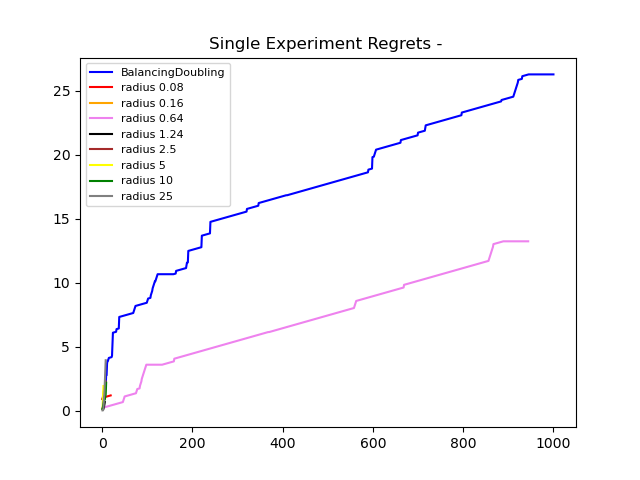 Single Experiment Regrets -
BalancingDoubling
radius 0.08
radius 0.16
radius 0.64
radius 1.24
radius 2.5
radius 5
radius 10
radius 25
25
20
15
10
5
0
0 200 400 600 800 1000